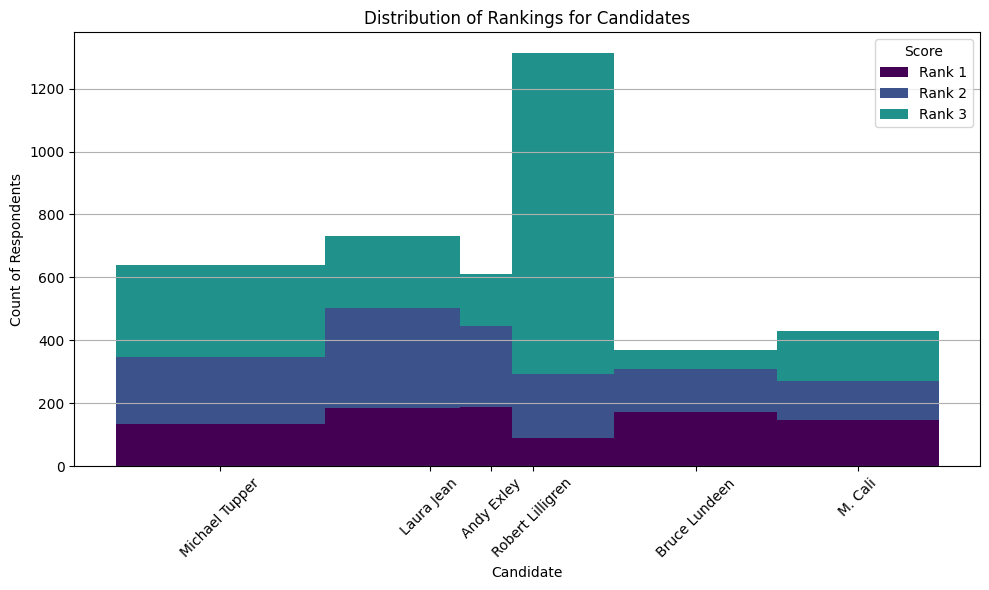 Distribution of Rankings for Candidates
Score
Rank 1
Rank 2
Rank 3
Count of Respondents
1200
1000
800
600
400
200
0
Michael Tupper
Laura Jean
Andy Exley
Robert Lilligren
Bruce Lundeen
M. Cali
Candidate